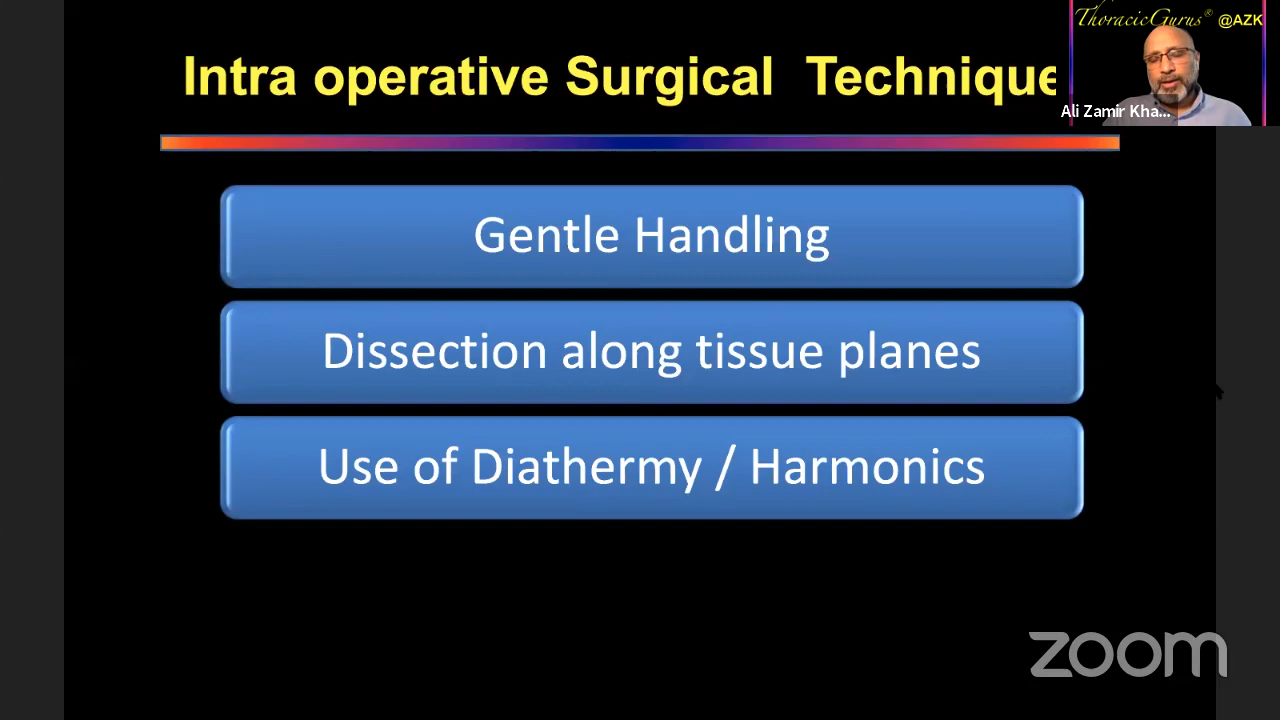 ThoracicGurus® @AZK
Intra operative Surgical Technique
Ali Zamir Kha...
Gentle Handling
Dissection along tissue planes
Use of Diathermy / Harmonics
zoom